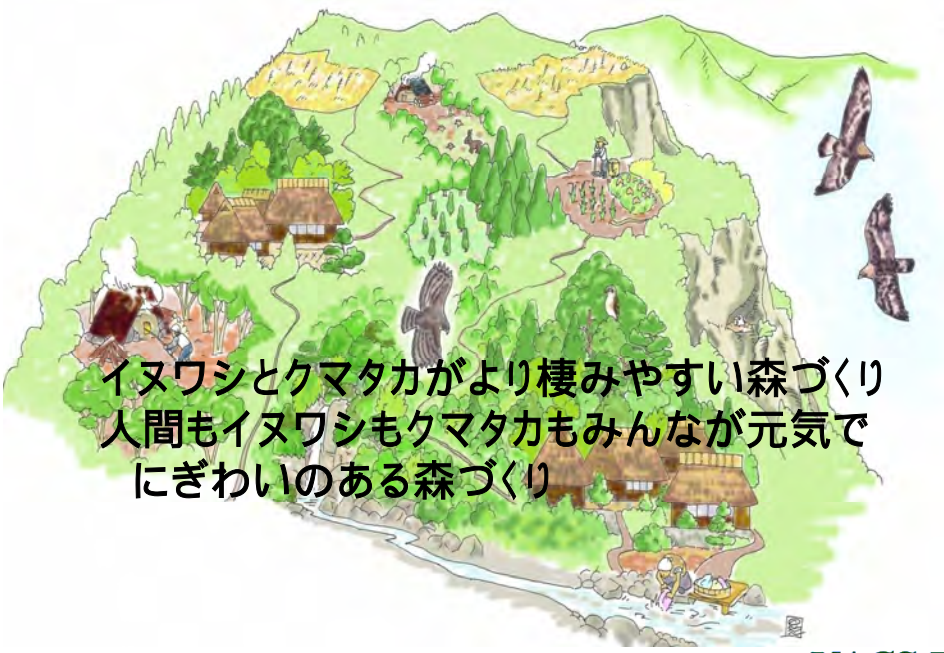 イヌワシとクマタカがより棲みやすい森づくり
人間もイヌワシもクマタカもみんなが元気で
にぎわいのある森づくり